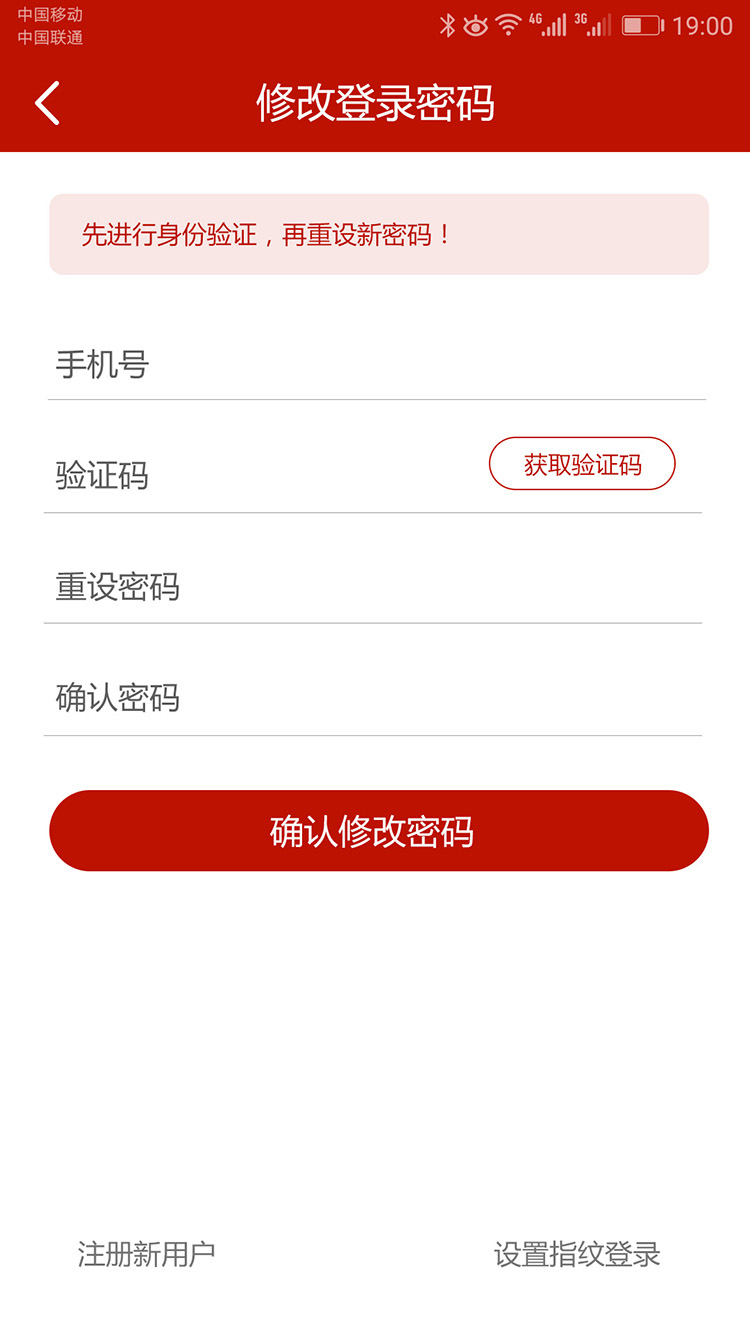 中国移动
中国联通
4G 3G 19:00
修改登录密码
先进行身份验证，再重设新密码！
手机号
验证码 获取验证码
重设密码
确认密码
确认修改密码
注册新用户 设置指纹登录